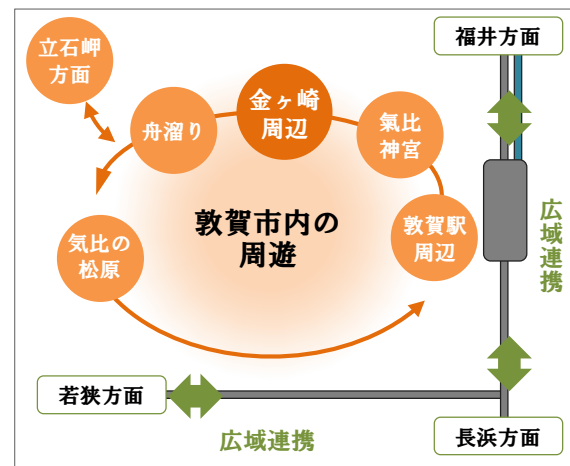 立石岬
方面
福井方面
舟溜り
金ヶ崎
周辺
氣比
神宮
敦賀市内の
周遊
気比の
松原
敦賀駅
周辺
広域連携
若狭方面
広域連携
長浜方面